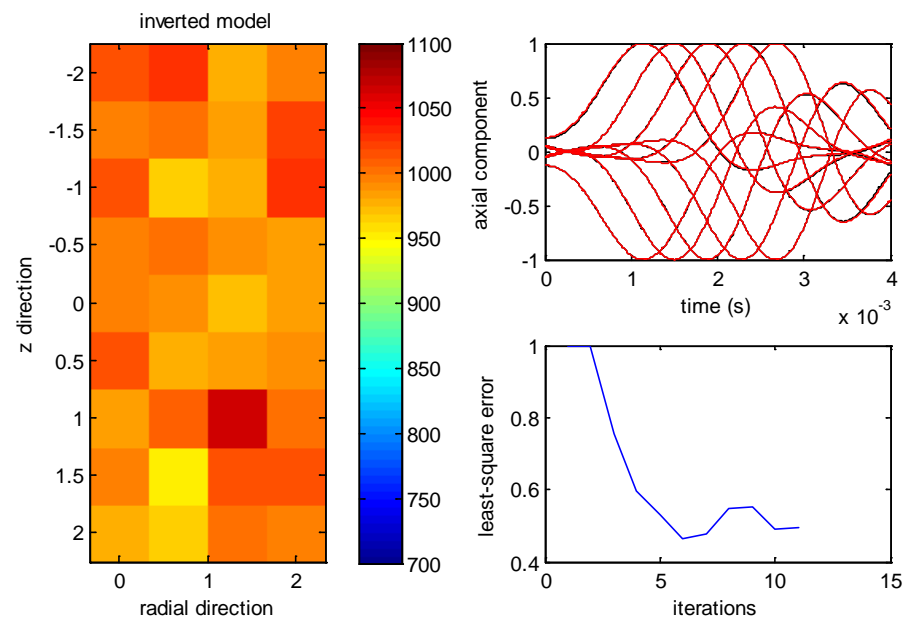 inverted model
-2
-1.5
-1
-0.5
0
0.5
1
1.5
2
z direction
0 1 2
radial direction
1100
1050
1000
950
900
850
800
750
700
1
0.5
0
-0.5
-1
axial component
0 1 2 3 4
time (s)
x 10-3
1
0.8
0.6
0.4
least-square error
0 5 10 15
iterations